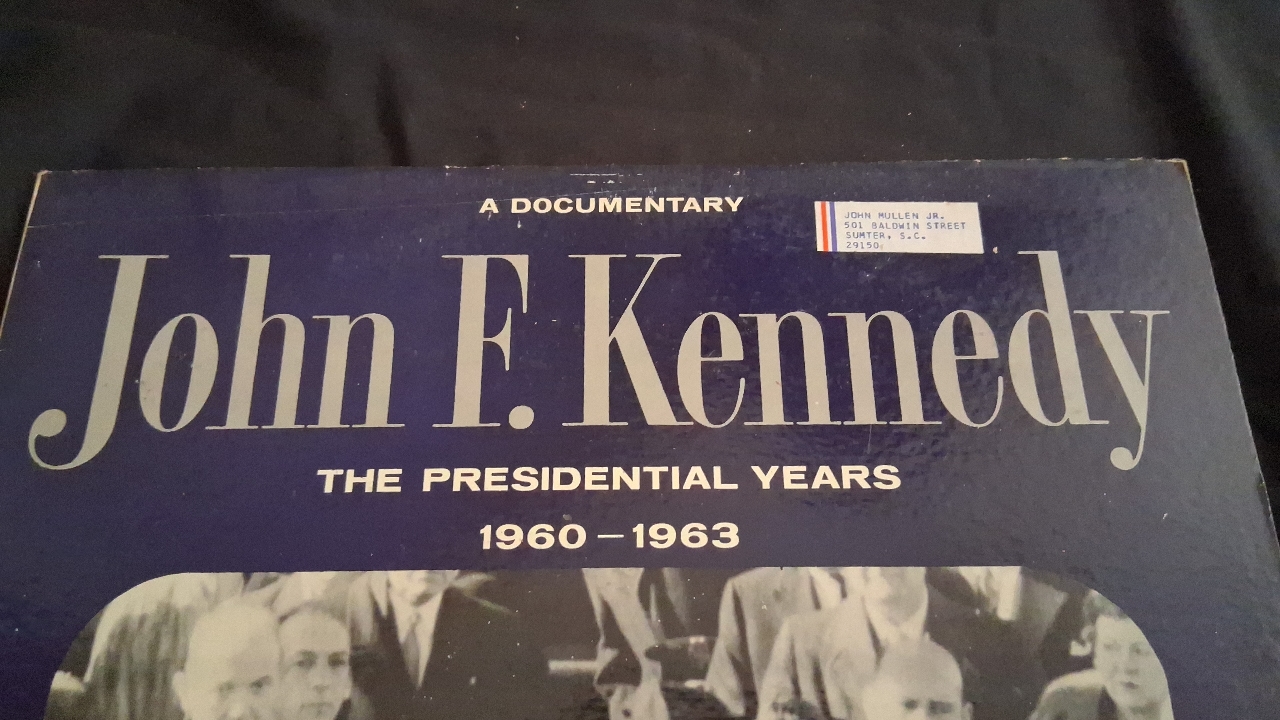 A DOCUMENTARY
JOHN MULLEN JR.
501 BALDWIN STREET
SUMTER, S.C.
29150
John F. Kennedy
THE PRESIDENTIAL YEARS
1960-1963